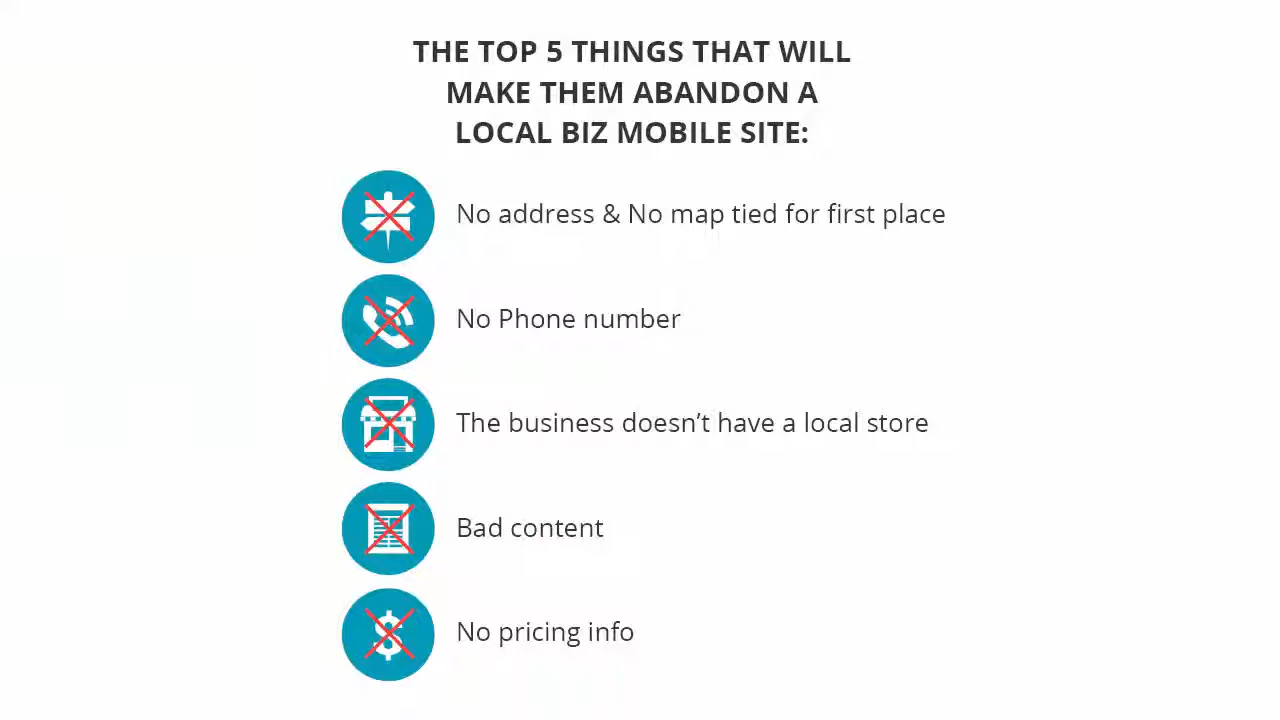 THE TOP 5 THINGS THAT WILL
MAKE THEM ABANDON A
LOCAL BIZ MOBILE SITE:
No address & No map tied for first place
No Phone number
The business doesn’t have a local store
Bad content
No pricing info